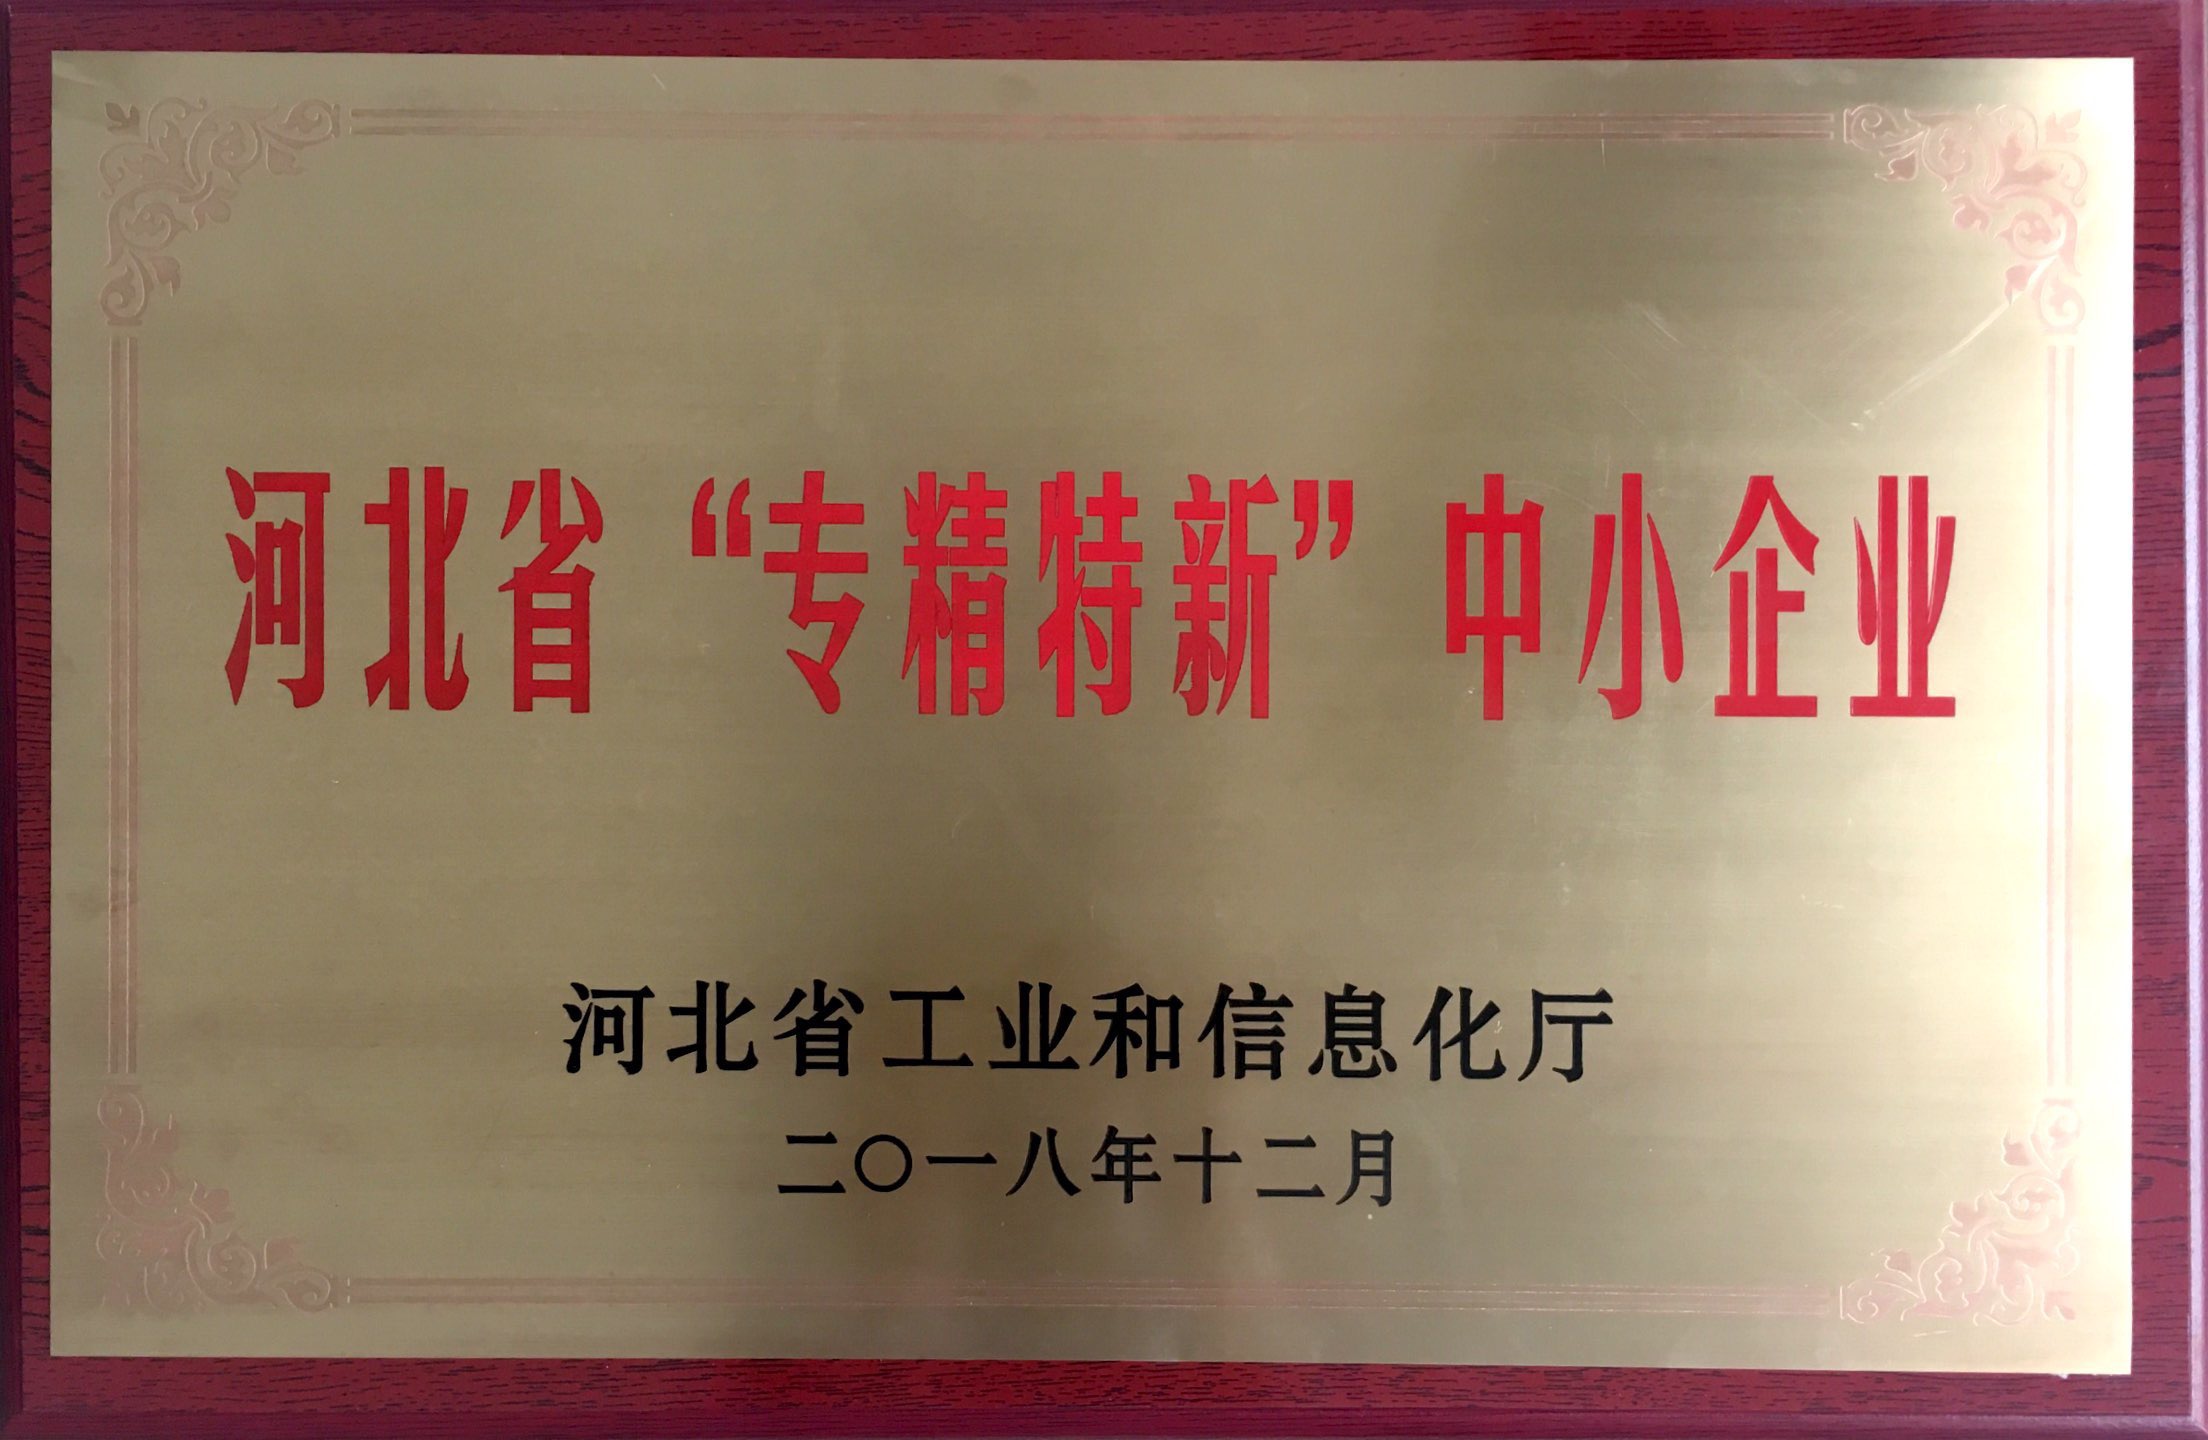 河北省“专精特新”中小企业
河北省工业和信息化厅
二〇一八年十二月